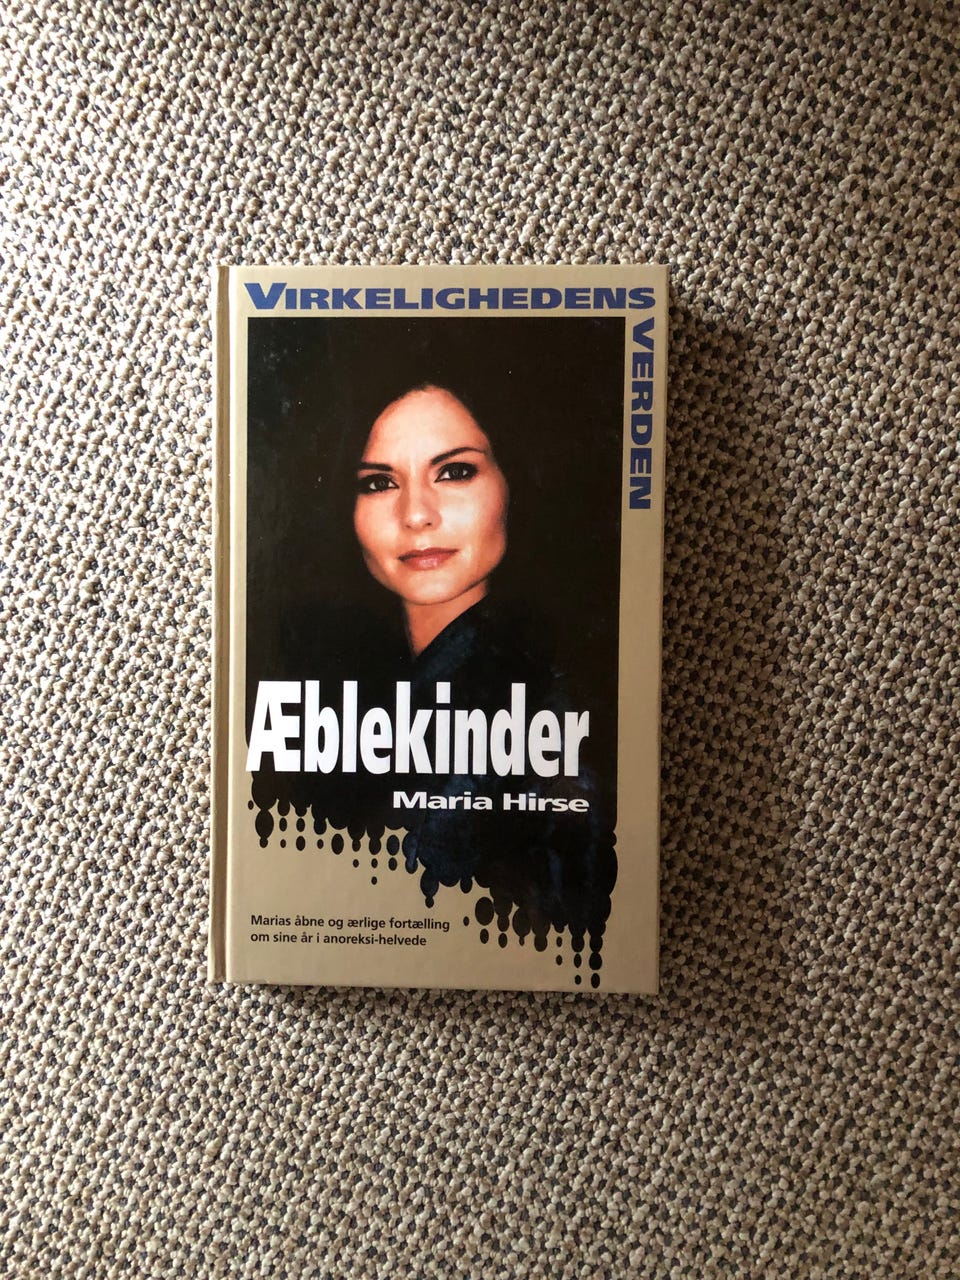 VIRKELIGHEDENS
VERDEN
Æblekinder
Maria Hirse
Marias åbne og ærlige fortælling
om sine år i anoreksi-helvede